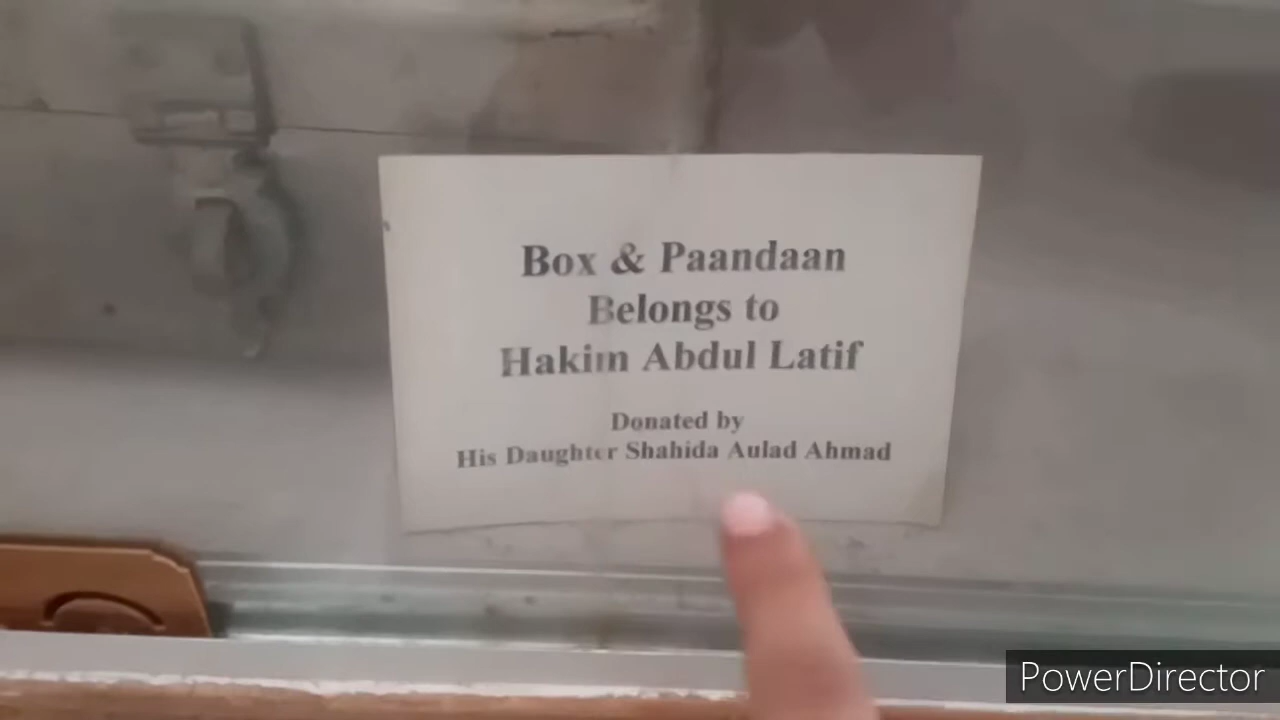 Box & Paandaan
Belongs to
Hakim Abdul Latif
Donated by
His Daughter Shahida Aulad Ahmad
PowerDirector